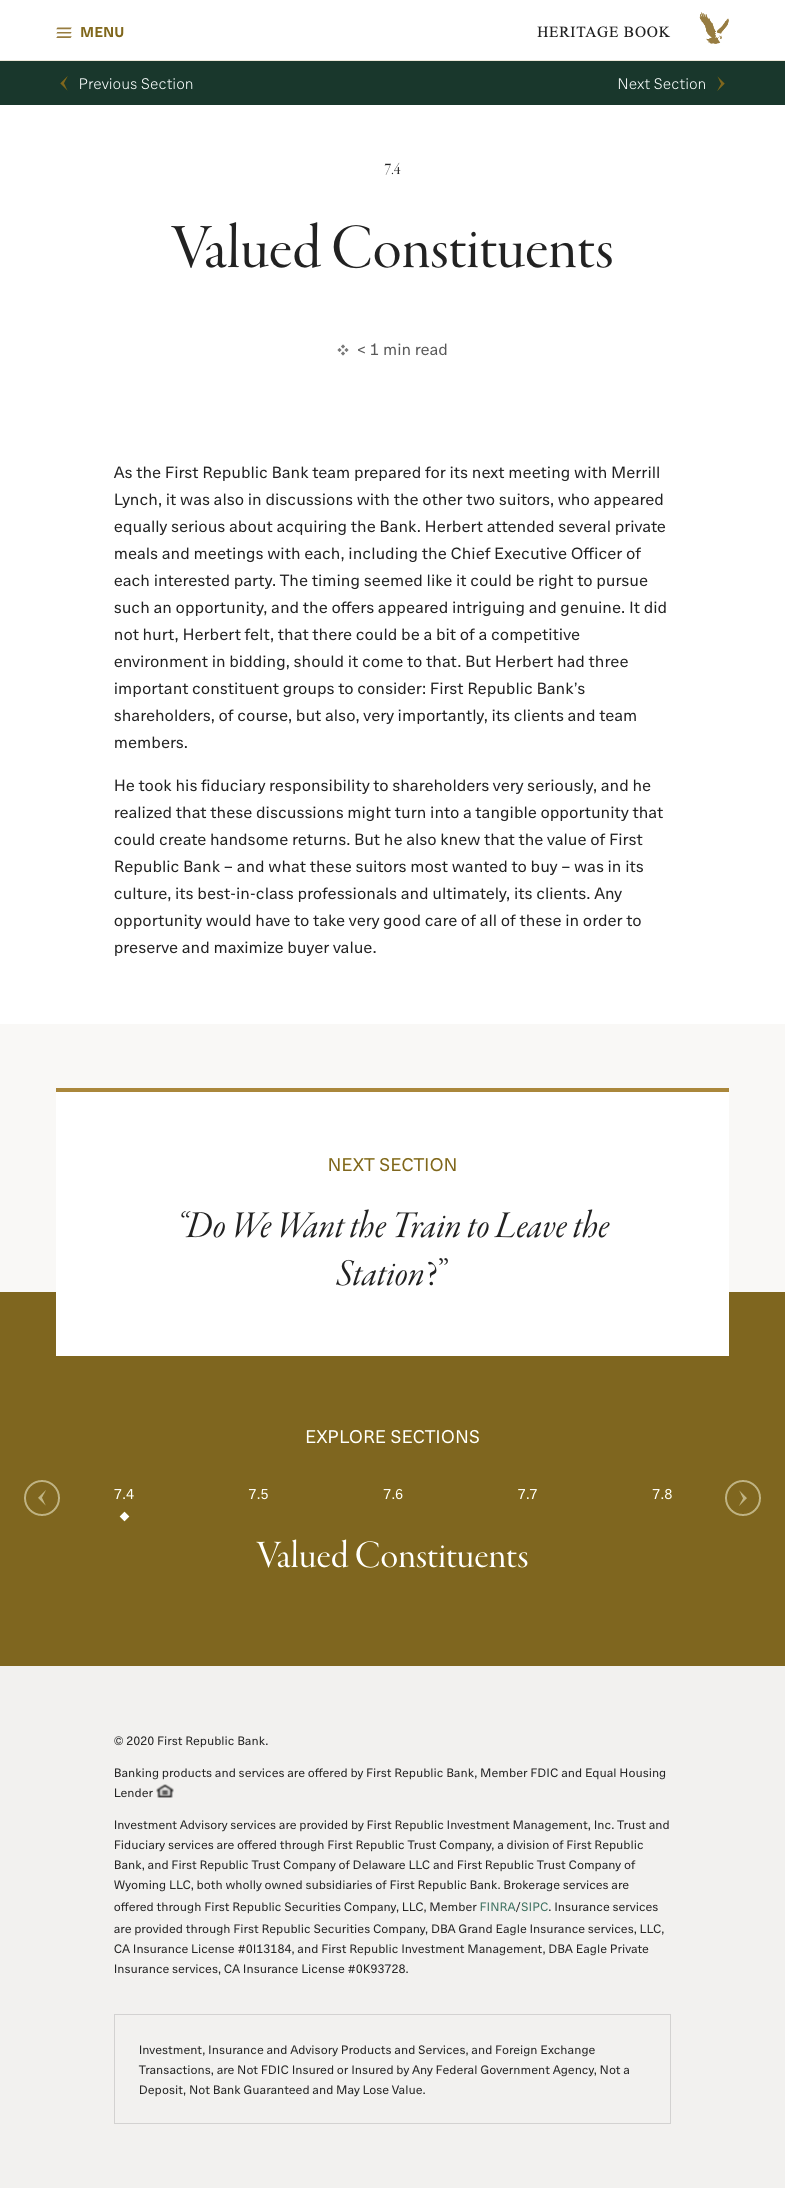 MENU
HERITAGE BOOK
Previous Section
Next Section
7.4
Valued Constituents
< 1 min read
As the First Republic Bank team prepared for its next meeting with Merrill
Lynch, it was also in discussions with the other two suitors, who appeared
equally serious about acquiring the Bank. Herbert attended several private
meals and meetings with each, including the Chief Executive Officer of
each interested party. The timing seemed like it could be right to pursue
such an opportunity, and the offers appeared intriguing and genuine. It did
not hurt, Herbert felt, that there could be a bit of a competitive
environment in bidding, should it come to that. But Herbert had three
important constituent groups to consider: First Republic Bank's
shareholders, of course, but also, very importantly, its clients and team
members.
He took his fiduciary responsibility to shareholders very seriously, and he
realized that these discussions might turn into a tangible opportunity that
could create handsome returns. But he also knew that the value of First
Republic Bank – and what these suitors most wanted to buy – was in its
culture, its best-in-class professionals and ultimately, its clients. Any
opportunity would have to take very good care of all of these in order to
preserve and maximize buyer value.
NEXT SECTION
“Do We Want the Train to Leave the
Station?”
EXPLORE SECTIONS
7.4 7.5 7.6 7.7 7.8
Valued Constituents
© 2020 First Republic Bank.
Banking products and services are offered by First Republic Bank, Member FDIC and Equal Housing
Lender
Investment Advisory services are provided by First Republic Investment Management, Inc. Trust and
Fiduciary services are offered through First Republic Trust Company, a division of First Republic
Bank, and First Republic Trust Company of Delaware LLC and First Republic Trust Company of
Wyoming LLC, both wholly owned subsidiaries of First Republic Bank. Brokerage services are
offered through First Republic Securities Company, LLC, Member FINRA/SIPC. Insurance services
are provided through First Republic Securities Company, DBA Grand Eagle Insurance services, LLC,
CA Insurance License #0I13184, and First Republic Investment Management, DBA Eagle Private
Insurance services, CA Insurance License #0K93728.
Investment, Insurance and Advisory Products and Services, and Foreign Exchange
Transactions, are Not FDIC Insured or Insured by Any Federal Government Agency, Not a
Deposit, Not Bank Guaranteed and May Lose Value.